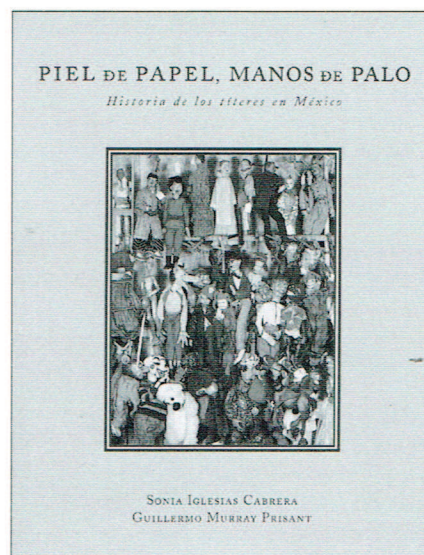 PIEL DE PAPEL, MANOS DE PALO
Historia de los títeres en México
SONIA IGLESIAS CABRERA
GUILLERMO MURRAY PRISANT